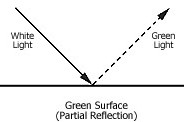 White
Light
Green
Light
Green Surface
(Partial Reflection)